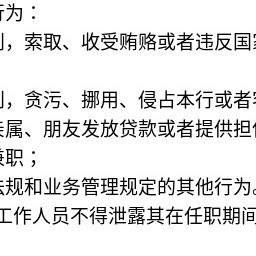 行为：
，索取、收受贿赂或者违反国家
，贪污、挪用、侵占本行或者客
亲属、朋友发放贷款或者提供担保
兼职；
法规和业务管理规定的其他行为。
工作人员不得泄露其在任职期间